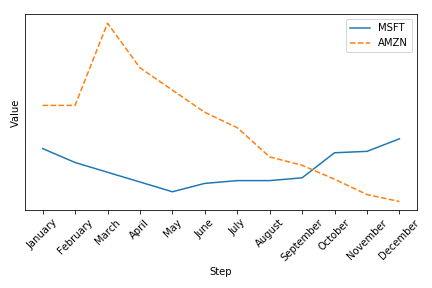 MSFT
AMZN
Value
January
February
March
April
May
June
July
August
September
October
November
December
Step